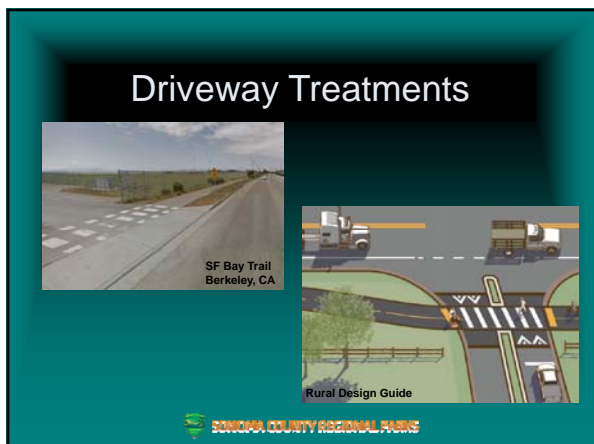 Driveway Treatments
SF Bay Trail
Berkeley, CA
Rural Design Guide
SONOMA COUNTY REGIONAL PARKS